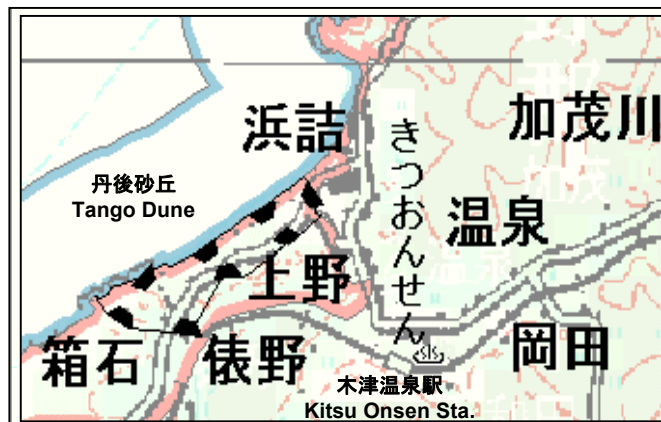 浜詰
加茂川
丹後砂丘
Tango Dune
きつおんせん
温泉
上野
箱石
俵野
岡田
木津温泉駅
Kitsu Onsen Sta.